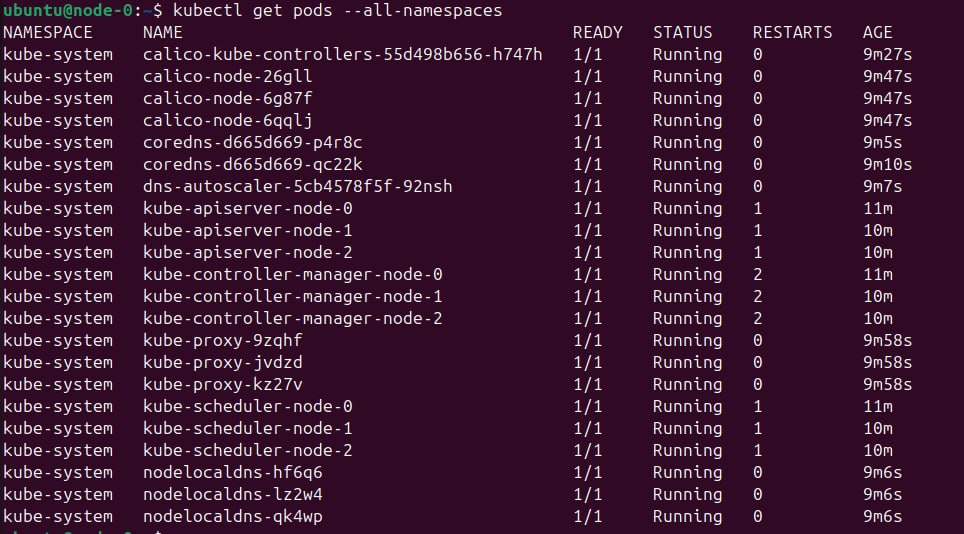 ubuntu@node-0:~$ kubectl get pods --all-namespaces
NAMESPACE     NAME                                       READY   STATUS    RESTARTS   AGE
kube-system   calico-kube-controllers-55d498b656-h747h   1/1     Running   0          9m27s
kube-system   calico-node-26gll                          1/1     Running   0          9m47s
kube-system   calico-node-6g87f                          1/1     Running   0          9m47s
kube-system   calico-node-6qqlj                          1/1     Running   0          9m47s
kube-system   coredns-d665d669-p4r8c                     1/1     Running   0          9m5s
kube-system   coredns-d665d669-qc22k                     1/1     Running   0          9m10s
kube-system   dns-autoscaler-5cb4578f5f-92nsh            1/1     Running   0          9m7s
kube-system   kube-apiserver-node-0                      1/1     Running   1          11m
kube-system   kube-apiserver-node-1                      1/1     Running   1          10m
kube-system   kube-apiserver-node-2                      1/1     Running   1          10m
kube-system   kube-controller-manager-node-0             1/1     Running   2          11m
kube-system   kube-controller-manager-node-1             1/1     Running   2          10m
kube-system   kube-controller-manager-node-2             1/1     Running   2          10m
kube-system   kube-proxy-9zqhf                           1/1     Running   0          9m58s
kube-system   kube-proxy-jvdzd                           1/1     Running   0          9m58s
kube-system   kube-proxy-kz27v                           1/1     Running   0          9m58s
kube-system   kube-scheduler-node-0                      1/1     Running   1          11m
kube-system   kube-scheduler-node-1                      1/1     Running   1          10m
kube-system   kube-scheduler-node-2                      1/1     Running   1          10m
kube-system   nodelocaldns-hf6q6                         1/1     Running   0          9m6s
kube-system   nodelocaldns-lz2w4                         1/1     Running   0          9m6s
kube-system   nodelocaldns-qk4wp                         1/1     Running   0          9m6s